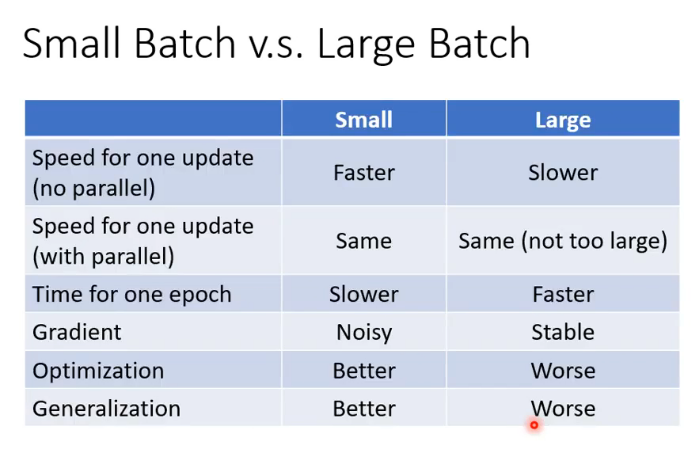 Small Batch v.s. Large Batch
Small Large
Speed for one update
(no parallel) Faster Slower
Speed for one update
(with parallel) Same Same (not too large)
Time for one epoch Slower Faster
Gradient Noisy Stable
Optimization Better Worse
Generalization Better Worse